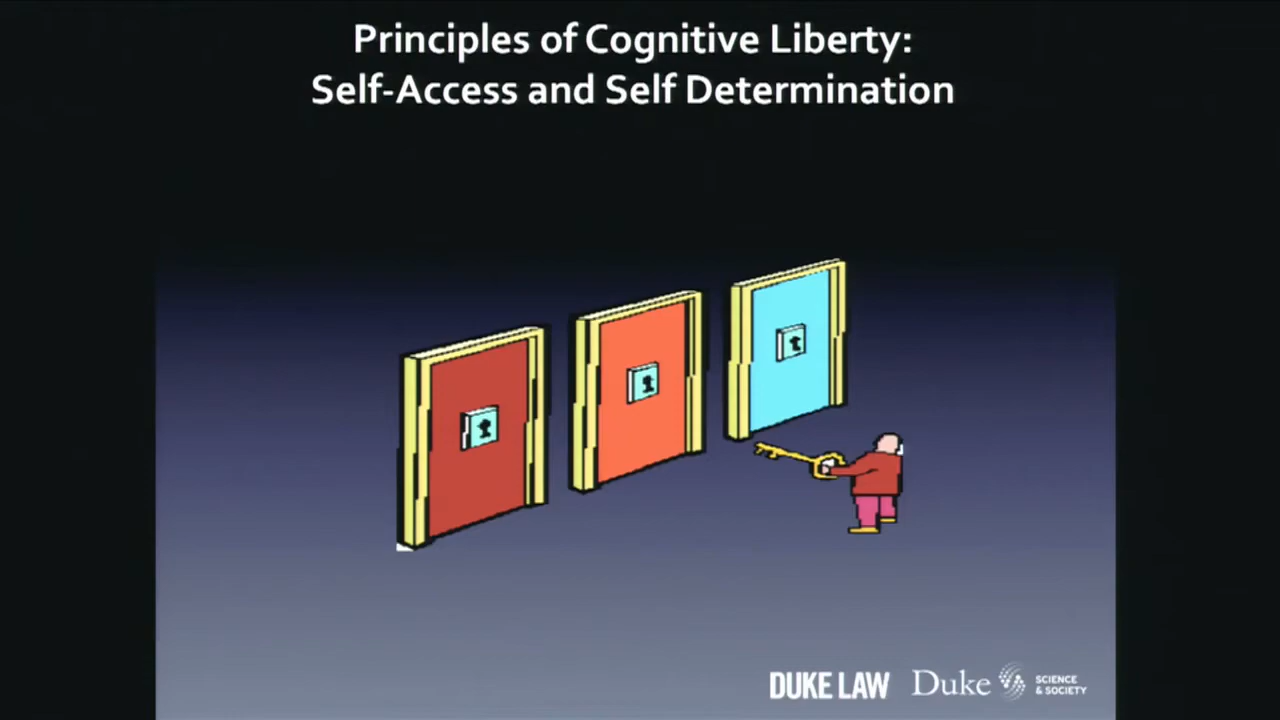 Principles of Cognitive Liberty:
Self-Access and Self Determination
DUKE LAW
Duke
SCIENCE
& SOCIETY